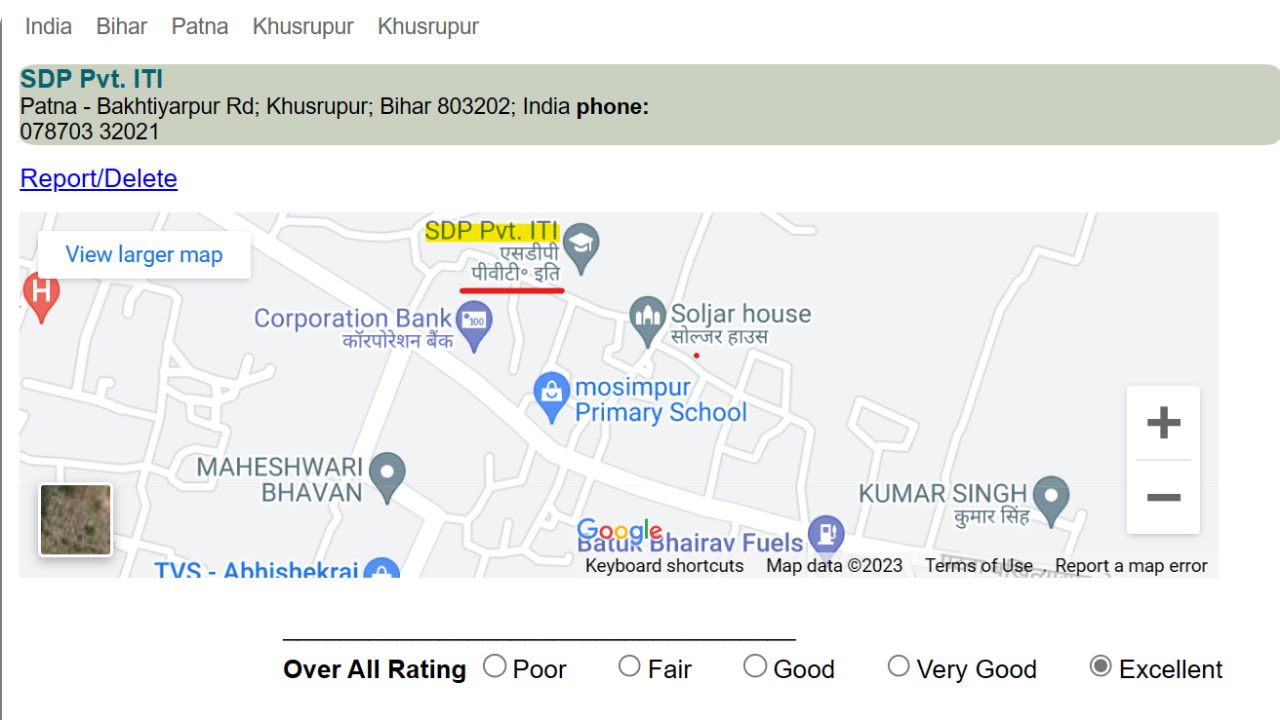 India Bihar Patna Khusrupur Khusrupur
SDP Pvt. ITI
Patna - Bakhtiyarpur Rd; Khusrupur; Bihar 803202; India phone:
078703 32021
Report/Delete
View larger map
SDP Pvt. ITI
एसडीपी
पीवीटी॰ इति
H
Corporation Bank
कॉरपोरेशन बैंक
Soljar house
सोल्जर हाउस
mosimpur
Primary School
MAHESHWARI
BHAVAN
KUMAR SINGH
कुमार सिंह
Google
Batuk Bhairav Fuels
TVS - Abhishekraj
Keyboard shortcuts Map data ©2023 Terms of Use Report a map error
Over All Rating Poor Fair Good Very Good Excellent